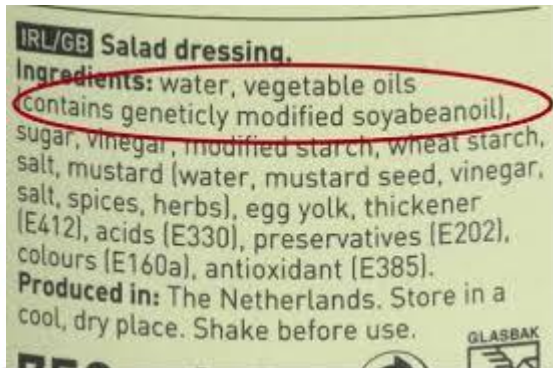 IRL/GB Salad dressing.
Ingredients: water, vegetable oils
(contains geneticly modified soyabeanoil),
sugar, vinegar, modified starch, wheat starch,
salt, mustard (water, mustard seed, vinegar,
salt, spices, herbs), egg yolk, thickener
(E412), acids (E330), preservatives (E202),
colours (E160a), antioxidant (E385).
Produced in: The Netherlands. Store in a
cool, dry place. Shake before use.
GLASBAK